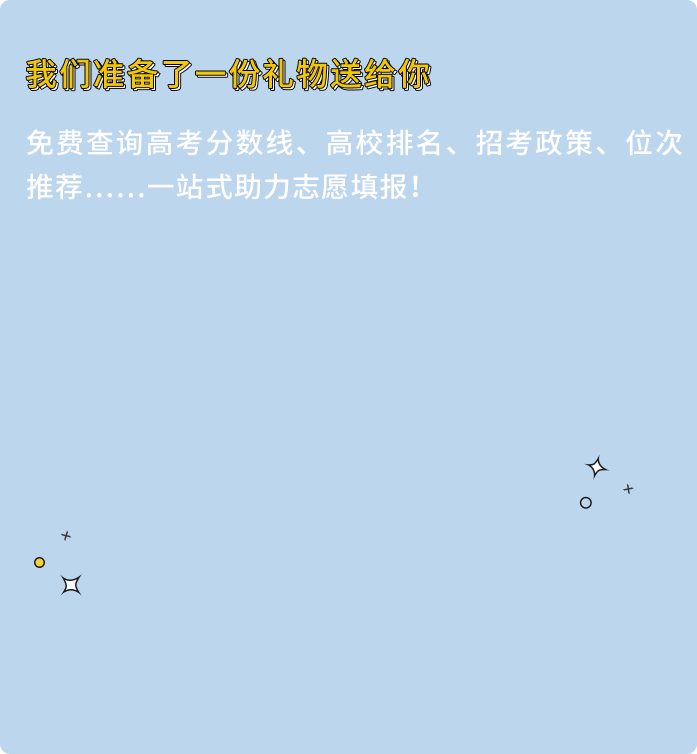 我们准备了一份礼物送给你
免费查询高考分数线、高校排名、招考政策、位次
推荐......一站式助力志愿填报！